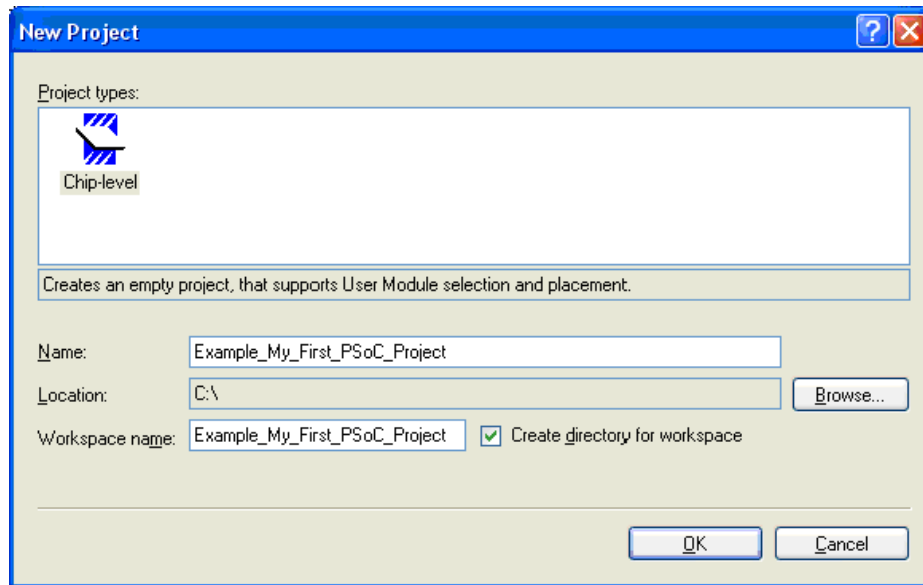 New Project
Project types:
Chip-level
Creates an empty project, that supports User Module selection and placement.
Name: Example_My_First_PSoC_Project
Location: C:\ Browse...
Workspace name: Example_My_First_PSoC_Project Create directory for workspace
OK Cancel